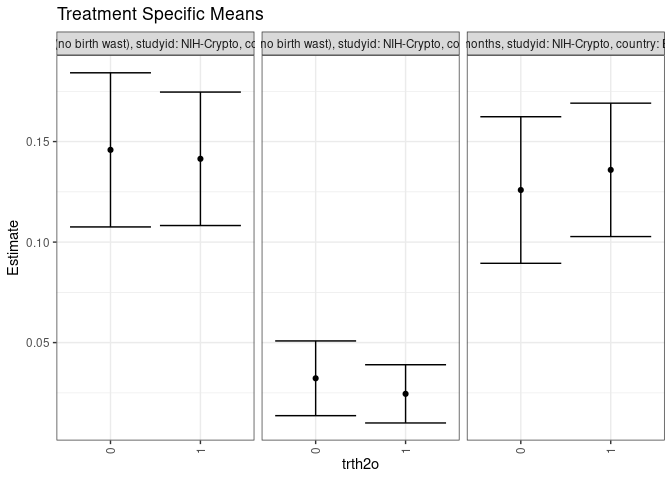 Treatment Specific Means
(no birth wast), studyid: NIH-Crypto, co
no birth wast), studyid: NIH-Crypto, co
months, studyid: NIH-Crypto, country:
Estimate
0.15
0.10
0.05
0 1 0 1 0 1
trth2o